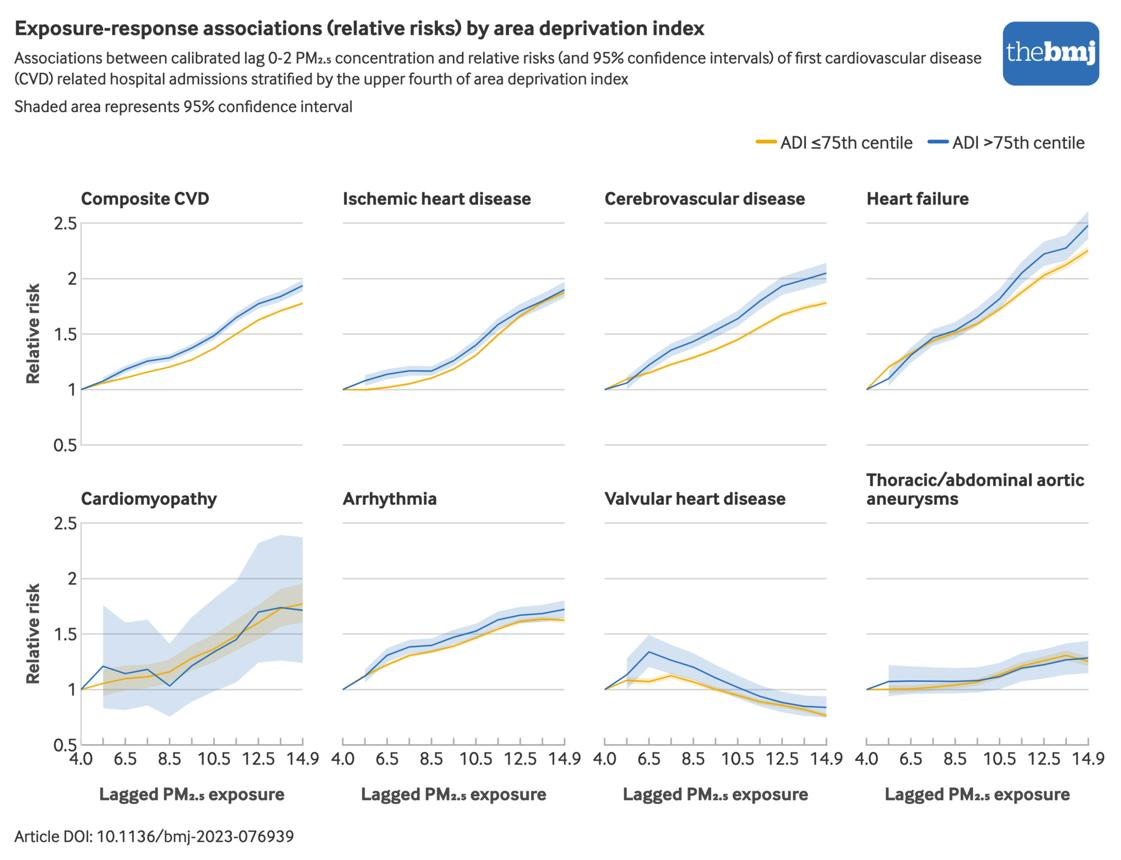 Exposure-response associations (relative risks) by area deprivation index
Associations between calibrated lag 0-2 PM₂.₅ concentration and relative risks (and 95% confidence intervals) of first cardiovascular disease
(CVD) related hospital admissions stratified by the upper fourth of area deprivation index
Shaded area represents 95% confidence interval
thebmj
ADI ≤75th centile ADI >75th centile
Composite CVD
Ischemic heart disease
Cerebrovascular disease
Heart failure
Relative risk
2.5
2
1.5
1
0.5
Cardiomyopathy
Arrhythmia
Valvular heart disease
Thoracic/abdominal aortic
aneurysms
Relative risk
2.5
2
1.5
1
0.5
4.0 6.5 8.5 10.5 12.5 14.9
4.0 6.5 8.5 10.5 12.5 14.9
4.0 6.5 8.5 10.5 12.5 14.9
4.0 6.5 8.5 10.5 12.5 14.9
Lagged PM₂.₅ exposure
Lagged PM₂.₅ exposure
Lagged PM₂.₅ exposure
Lagged PM₂.₅ exposure
Article DOI: 10.1136/bmj-2023-076939